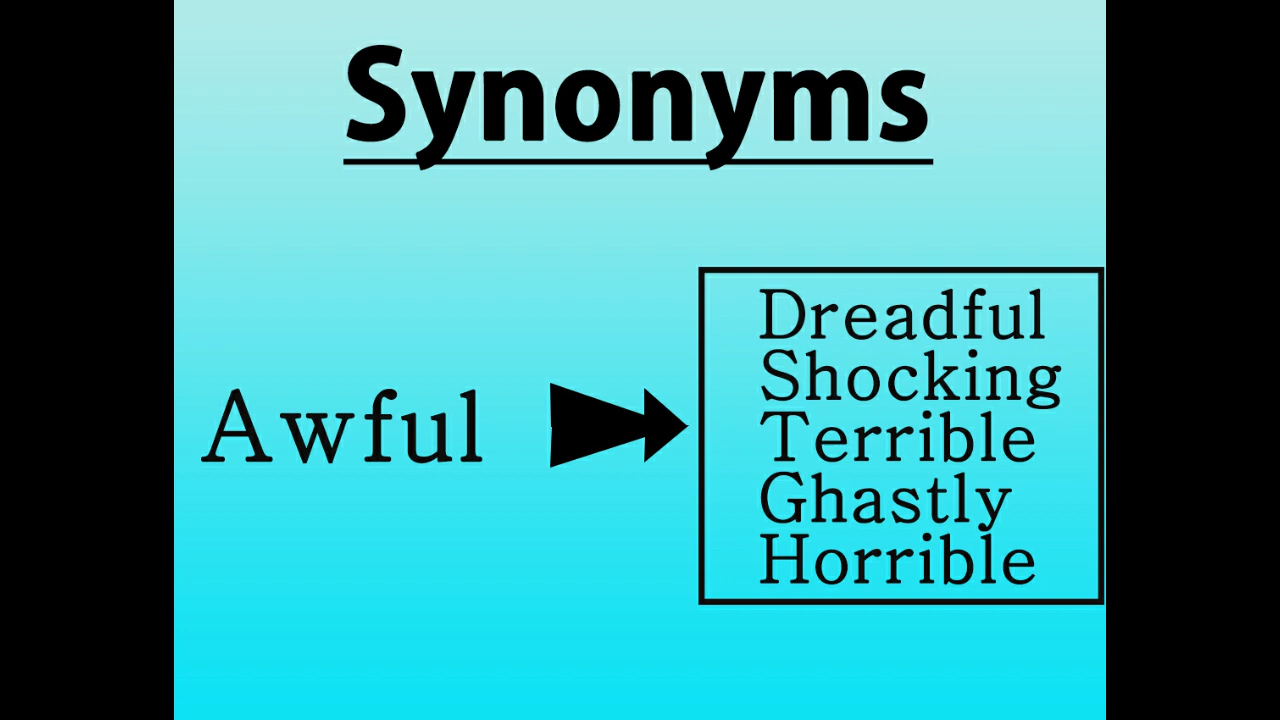 Synonyms
Awful
Dreadful
Shocking
Terrible
Ghastly
Horrible